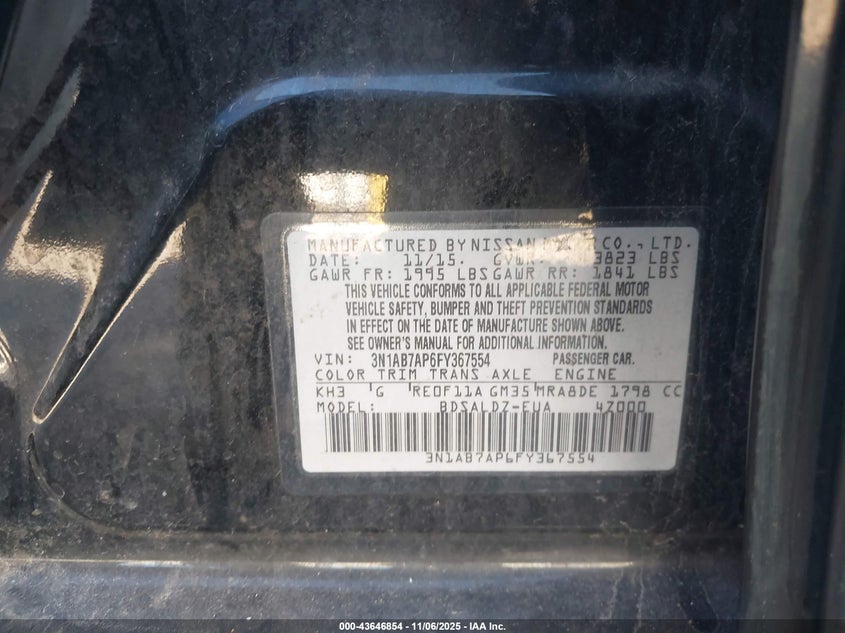 MANUFACTURED BY NISSAN CO., LTD.
DATE: 11/15. GVWR: 3823 LBS
GAWR FR: 1995 LBS GAWR RR: 1841 LBS
THIS VEHICLE CONFORMS TO ALL APPLICABLE FEDERAL MOTOR
VEHICLE SAFETY, BUMPER AND THEFT PREVENTION STANDARDS
IN EFFECT ON THE DATE OF MANUFACTURE SHOWN ABOVE.
SEE OWNER'S MANUAL FOR ADDITIONAL INFORMATION.
VIN: 3N1AB7AP6FY367554 PASSENGER CAR.
COLOR TRIM TRANS AXLE ENGINE
KH3 G RE0F11A GM35 MRA8DE 1798 CC
MODEL: BDSALDZ-EUA 4Z000
3N1AB7AP6FY367554
000-43646854 | 11/06/2025 | IAA Inc.